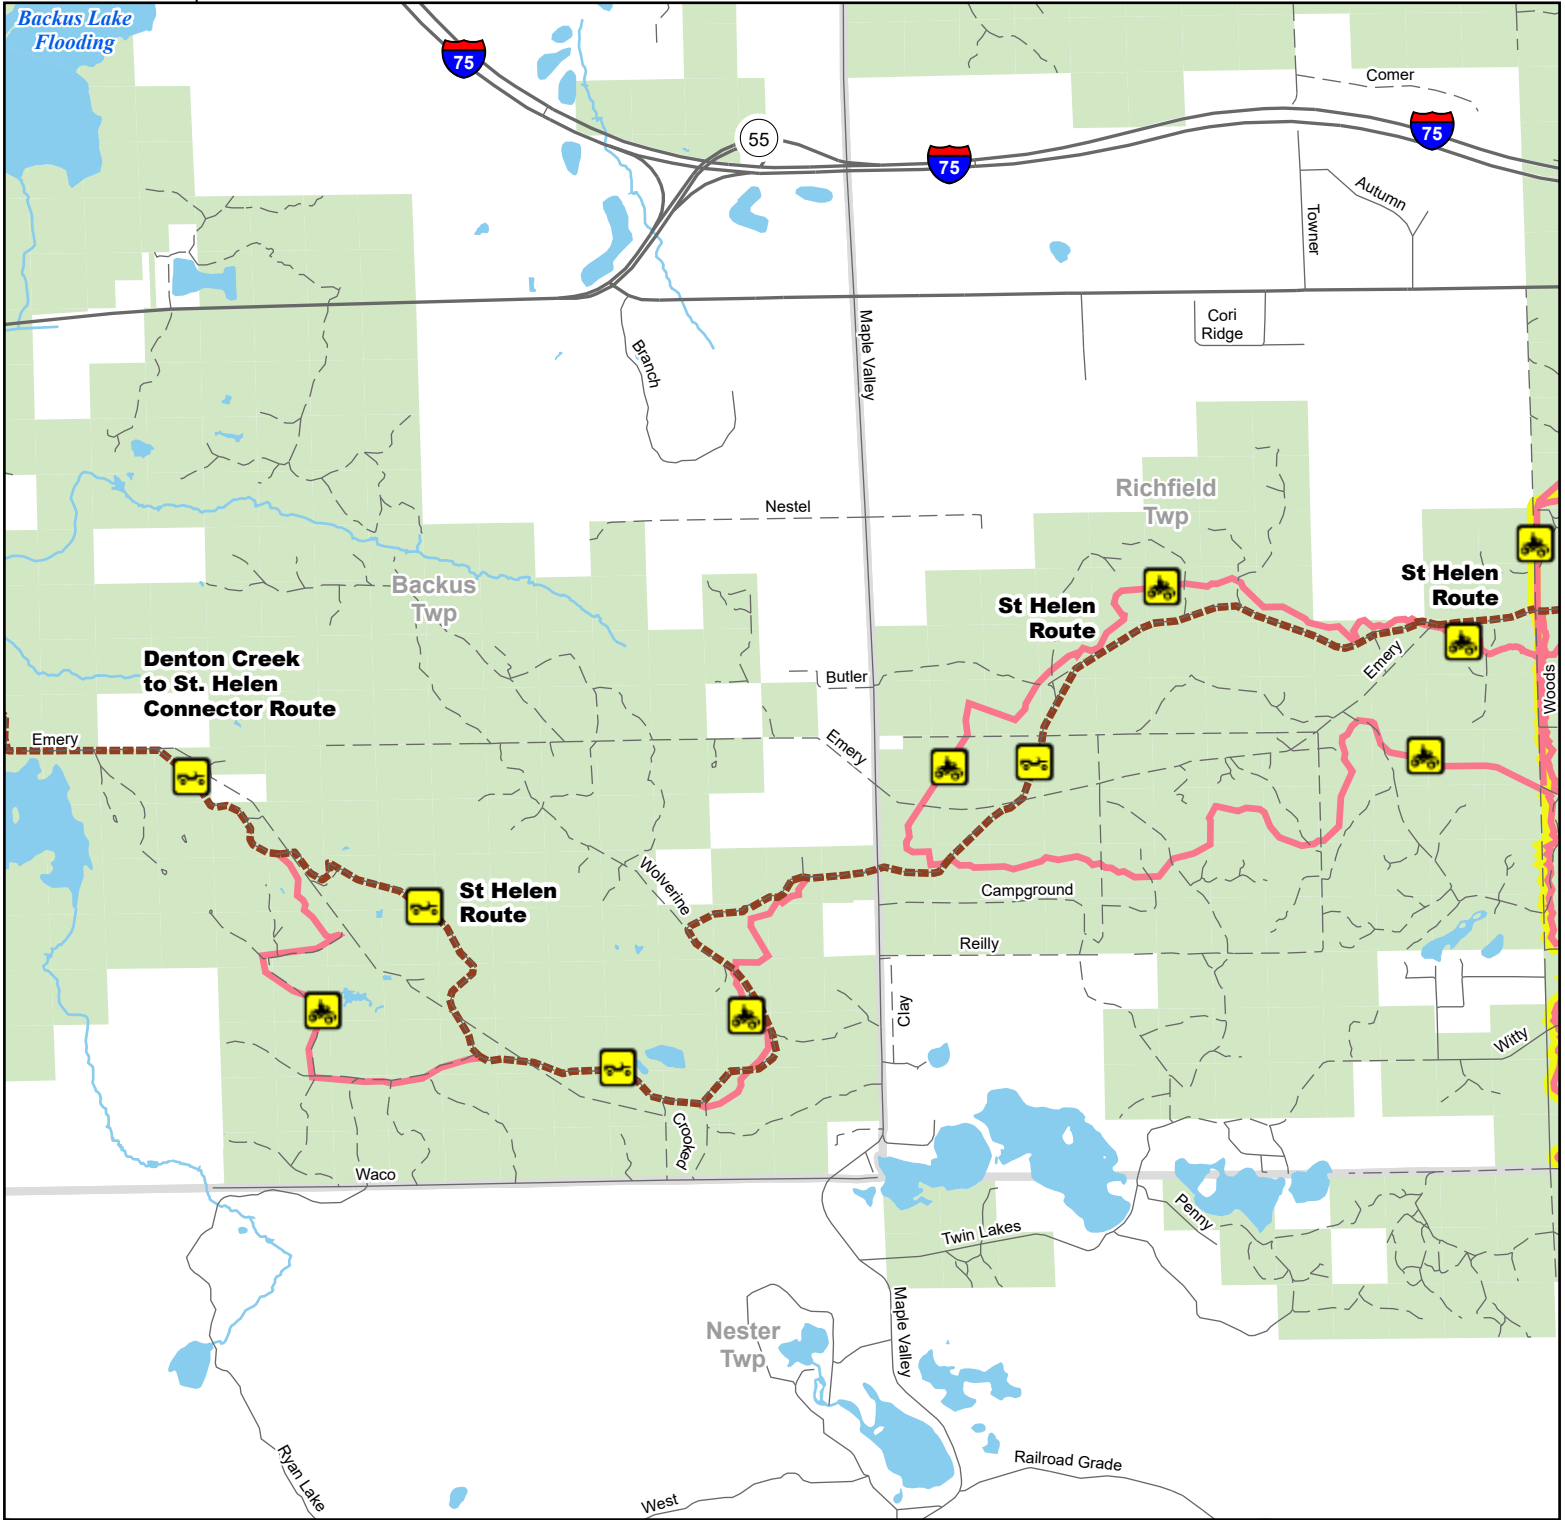 Backus Lake
Flooding
75
55
75
75
Comer
Autumn
Towner
Cori
Ridge
Maple Valley
Branch
Nestel
Richfield
Twp
Backus
Twp
St Helen
Route
St Helen
Route
Denton Creek
to St. Helen
Connector Route
Butler
Emery
Woods
Emery
Emery
Wolverine
St Helen
Route
Campground
Reilly
Clay
Witty
Crooked
Waco
Penny
Twin Lakes
Maple Valley
Nester
Twp
Ryan Lake
Railroad Grade
West